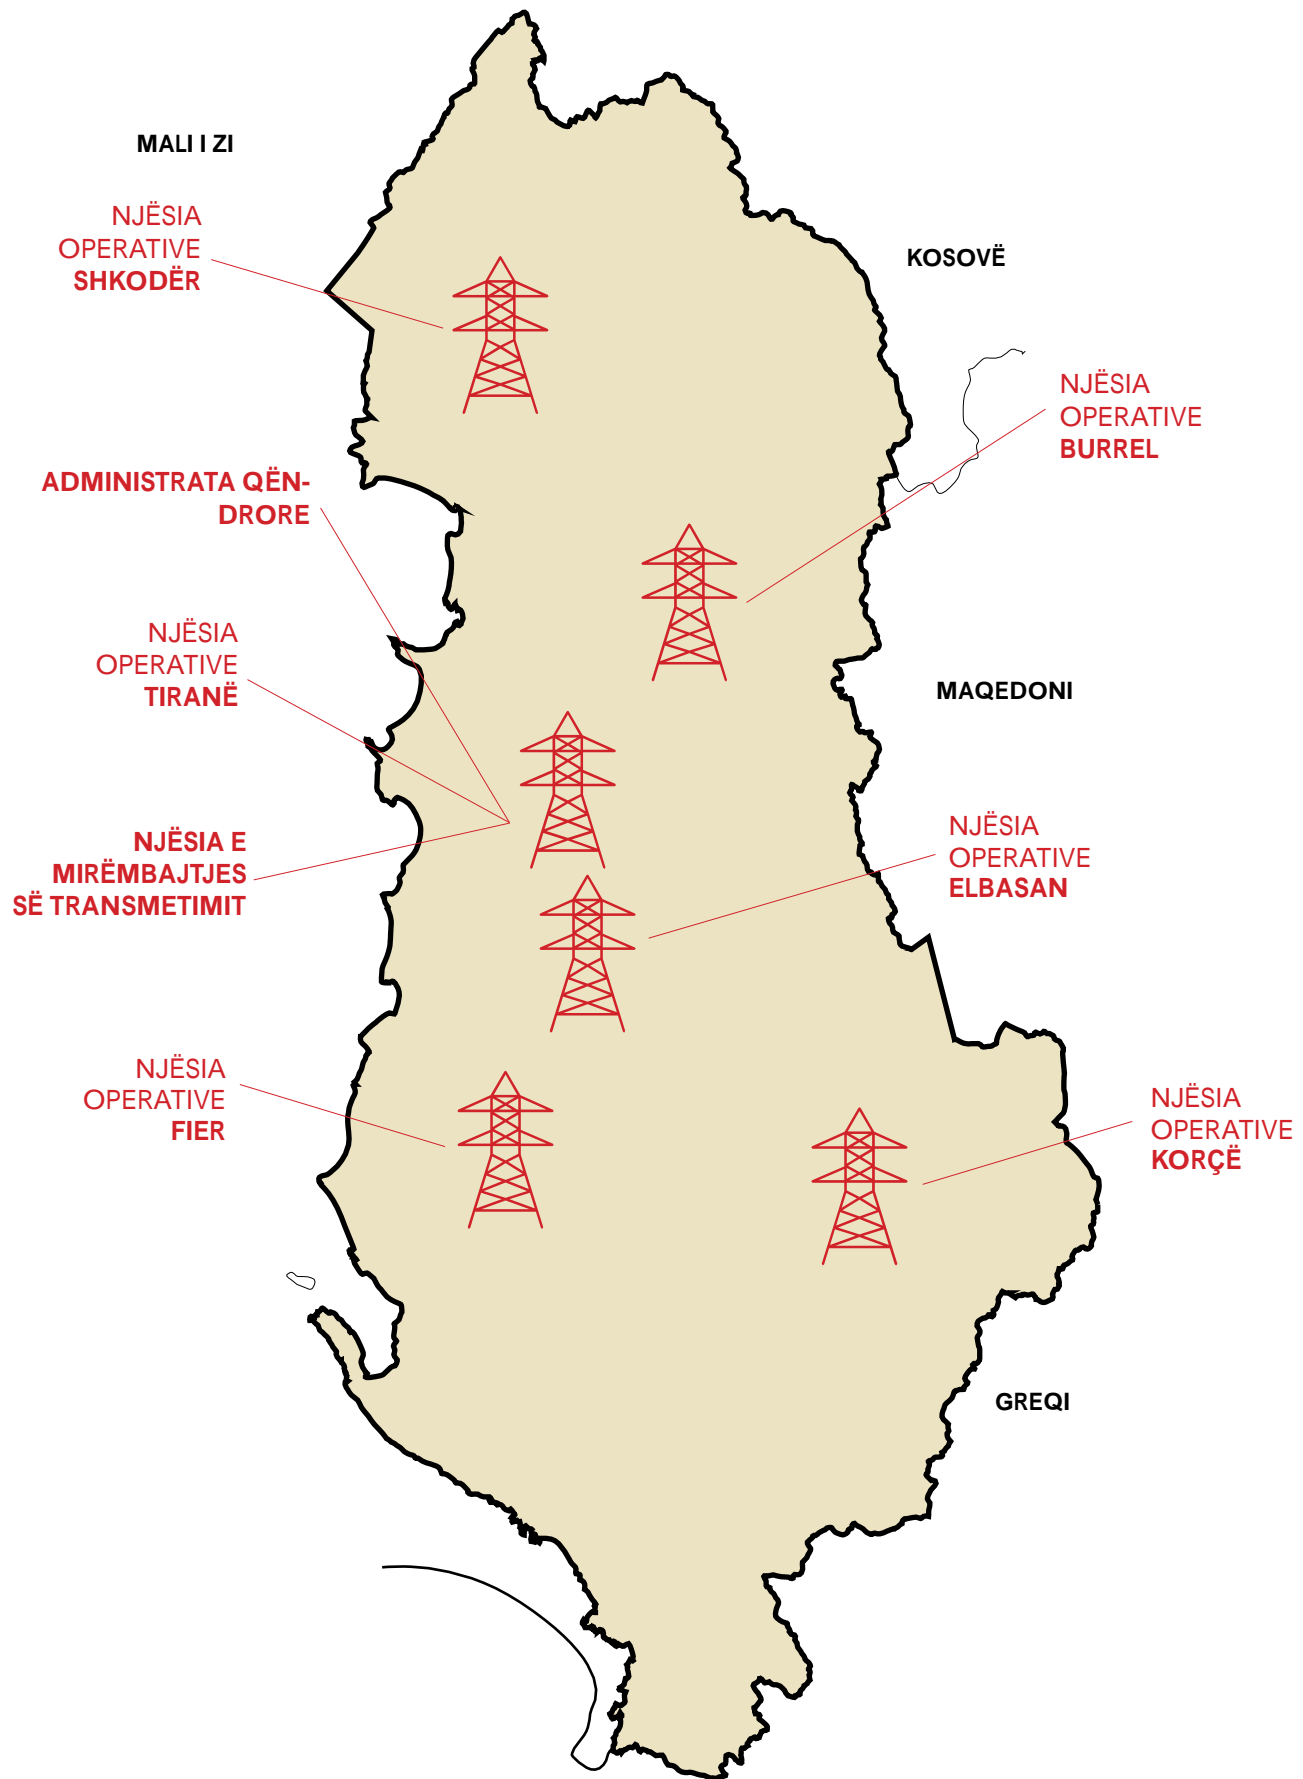 MALI I ZI
NJËSIA
OPERATIVE
SHKODËR
KOSOVË
NJËSIA
OPERATIVE
BURREL
ADMINISTRATA QËN-
DRORE
NJËSIA
OPERATIVE
TIRANË
MAQEDONI
NJËSIA E
MIRËMBAJTJES
SË TRANSMETIMIT
NJËSIA
OPERATIVE
ELBASAN
NJËSIA
OPERATIVE
FIER
NJËSIA
OPERATIVE
KORÇË
GREQI